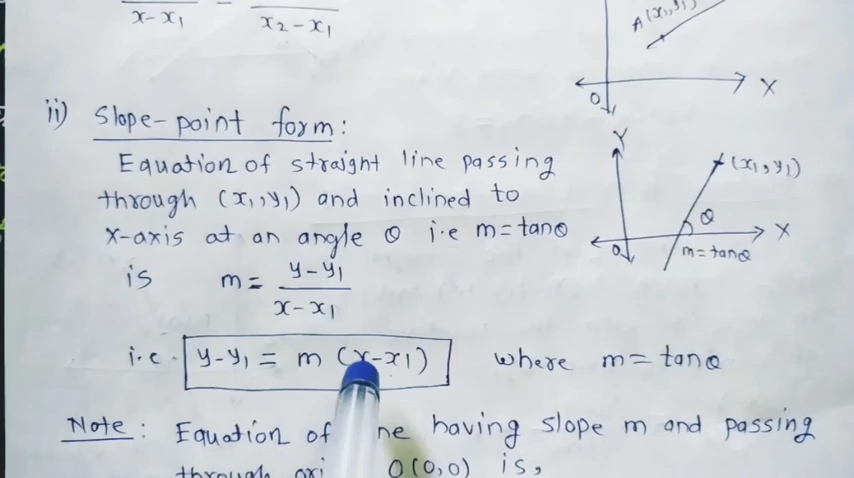 x-x₁ - x₂-x₁
A(x₁,y₁)
O X
ii) Slope-point form:
Equation of straight line passing
through (x₁,y₁) and inclined to
x-axis at an angle θ i.e m=tanθ
is m= y-y₁
x-x₁
i.e. y-y₁ = m (x-x₁) where m=tanθ
Y
(x₁,y₁)
θ
O X
m=tanθ
Note: Equation of having slope m and passing
through O(0,0) is,